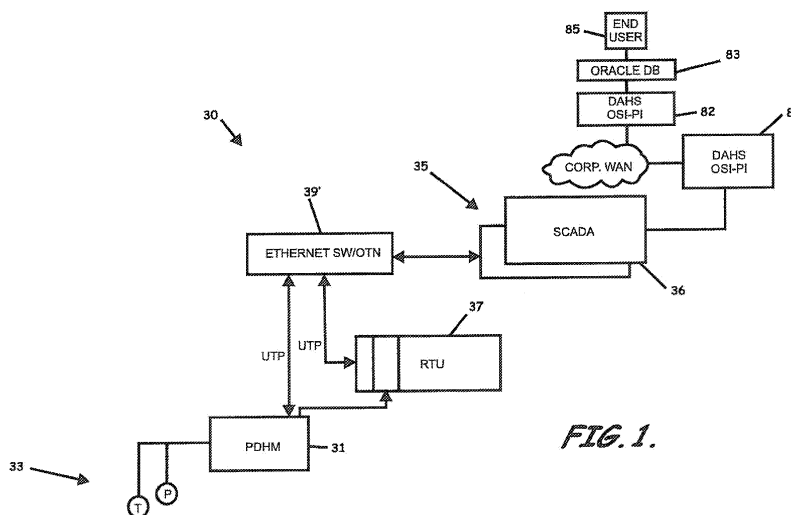 85
END
USER
ORACLE DB
83
DAHS
OSI-PI
82
30
35
CORP. WAN
DAHS
OSI-PI
39'
ETHERNET SW/OTN
SCADA
36
37
UTP
UTP
RTU
PDHM
31
33
T
P
FIG. 1.